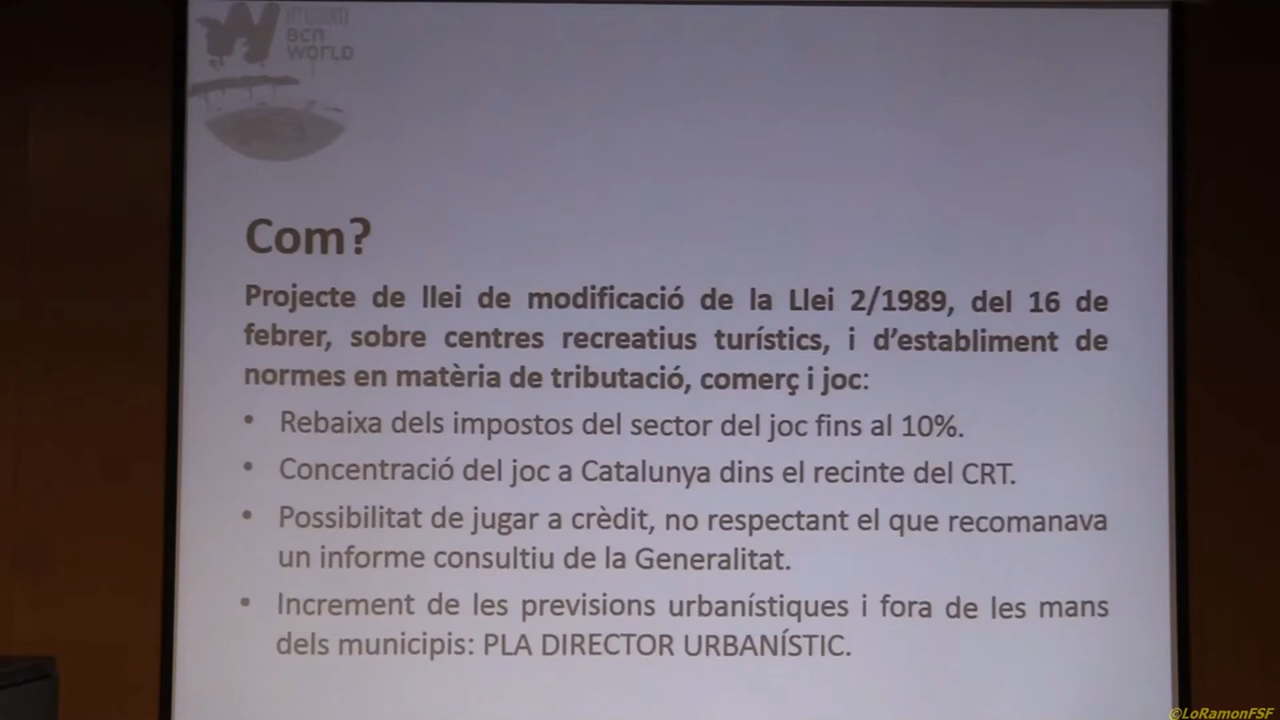 BCN
WORLD
Com?
Projecte de llei de modificació de la Llei 2/1989, del 16 de
febrer, sobre centres recreatius turístics, i d'establiment de
normes en matèria de tributació, comerç i joc:
• Rebaixa dels impostos del sector del joc fins al 10%.
• Concentració del joc a Catalunya dins el recinte del CRT.
• Possibilitat de jugar a crèdit, no respectant el que recomanava
un informe consultiu de la Generalitat.
• Increment de les previsions urbanístiques i fora de les mans
dels municipis: PLA DIRECTOR URBANÍSTIC.
©LoRamonFSF